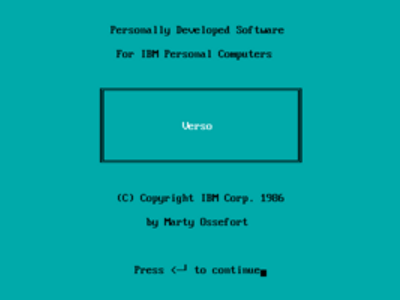 Personally Developed Software
For IBM Personal Computers
Verso
(C) Copyright IBM Corp. 1986
by Marty Ossefort
Press <─┘ to continue